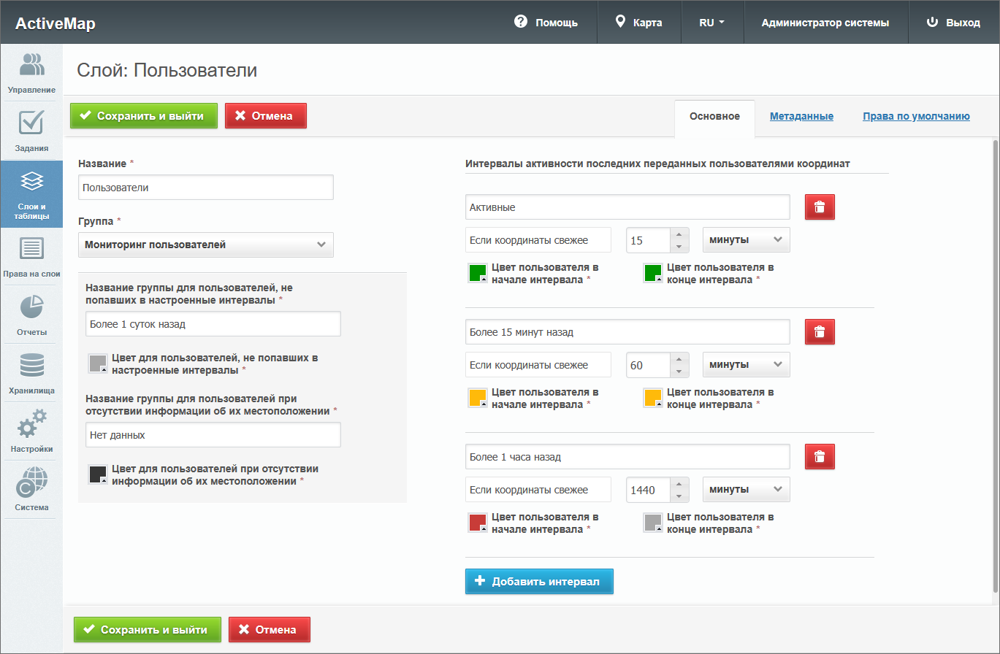 ActiveMap
Помощь
Карта
RU
Администратор системы
Выход
Управление
Задания
Слои и
таблицы
Права на слои
Отчеты
Хранилища
Настройки
Система
Слой: Пользователи
Сохранить и выйти
Отмена
Основное
Метаданные
Права по умолчанию
Название *
Пользователи
Группа *
Мониторинг пользователей
Название группы для пользователей, не
попавших в настроенные интервалы *
Более 1 суток назад
Цвет для пользователей, не попавших в
настроенные интервалы *
Название группы для пользователей при
отсутствии информации об их местоположении *
Нет данных
Цвет для пользователей при отсутствии
информации об их местоположении *
Интервалы активности последних переданных пользователями координат
Активные
Если координаты свежее
15
минуты
Цвет пользователя в
начале интервала *
Цвет пользователя в
конце интервала *
Более 15 минут назад
Если координаты свежее
60
минуты
Цвет пользователя в
начале интервала *
Цвет пользователя в
конце интервала *
Более 1 часа назад
Если координаты свежее
1440
минуты
Цвет пользователя в
начале интервала *
Цвет пользователя в
конце интервала *
Добавить интервал
Сохранить и выйти
Отмена